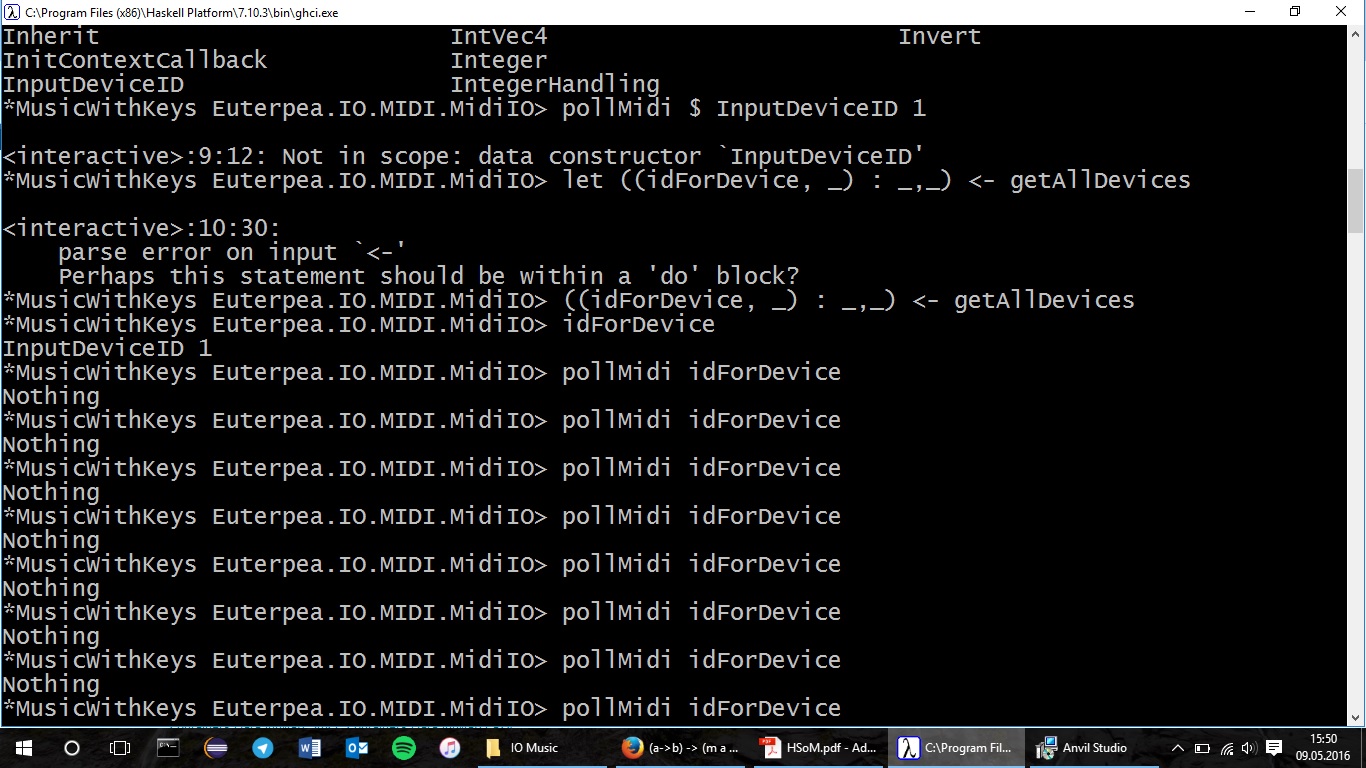 C:\Program Files (x86)\Haskell Platform\7.10.3\bin\ghci.exe
Inherit IntVec4 Invert
InitContextCallback Integer
InputDeviceID IntegerHandling
*MusicWithKeys Euterpea.IO.MIDI.MidiIO> pollMidi $ InputDeviceID 1
<interactive>:9:12: Not in scope: data constructor `InputDeviceID'
*MusicWithKeys Euterpea.IO.MIDI.MidiIO> let ((idForDevice, _) : _,_) <- getAllDevices
<interactive>:10:30:
parse error on input `<-'
Perhaps this statement should be within a 'do' block?
*MusicWithKeys Euterpea.IO.MIDI.MidiIO> ((idForDevice, _) : _,_) <- getAllDevices
*MusicWithKeys Euterpea.IO.MIDI.MidiIO> idForDevice
InputDeviceID 1
*MusicWithKeys Euterpea.IO.MIDI.MidiIO> pollMidi idForDevice
Nothing
*MusicWithKeys Euterpea.IO.MIDI.MidiIO> pollMidi idForDevice
Nothing
*MusicWithKeys Euterpea.IO.MIDI.MidiIO> pollMidi idForDevice
Nothing
*MusicWithKeys Euterpea.IO.MIDI.MidiIO> pollMidi idForDevice
Nothing
*MusicWithKeys Euterpea.IO.MIDI.MidiIO> pollMidi idForDevice
Nothing
*MusicWithKeys Euterpea.IO.MIDI.MidiIO> pollMidi idForDevice
Nothing
*MusicWithKeys Euterpea.IO.MIDI.MidiIO> pollMidi idForDevice
Nothing
*MusicWithKeys Euterpea.IO.MIDI.MidiIO> pollMidi idForDevice
IO Music (a->b) -> (m a ... HSoM.pdf - Ad... C:\Program Fil... Anvil Studio 15:50
09.05.2016